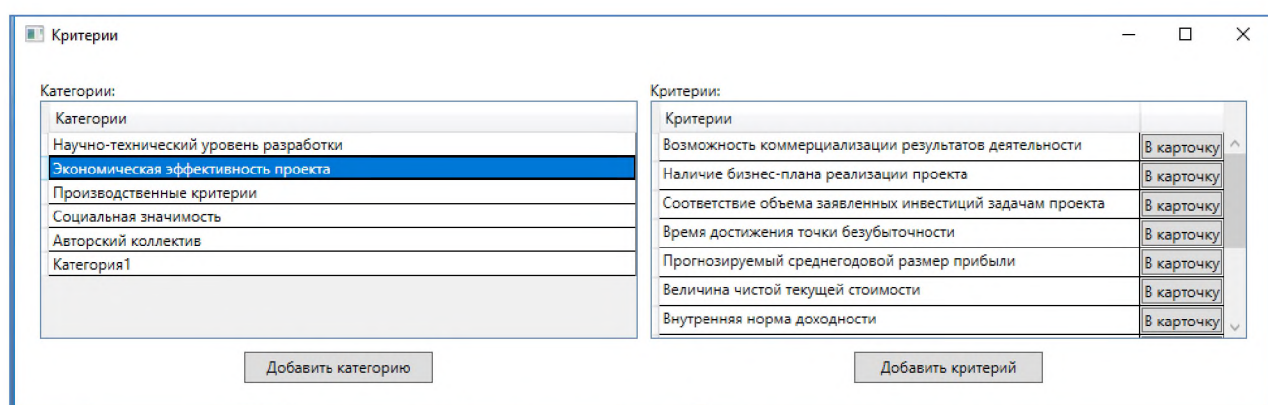 Критерии
Категории:
Критерии:
Категории
Научно-технический уровень разработки
Экономическая эффективность проекта
Производственные критерии
Социальная значимость
Авторский коллектив
Категория1
Критерии
Возможность коммерциализации результатов деятельности В карточку
Наличие бизнес-плана реализации проекта В карточку
Соответствие объема заявленных инвестиций задачам проекта В карточку
Время достижения точки безубыточности В карточку
Прогнозируемый среднегодовой размер прибыли В карточку
Величина чистой текущей стоимости В карточку
Внутренняя норма доходности В карточку
Добавить категорию
Добавить критерий